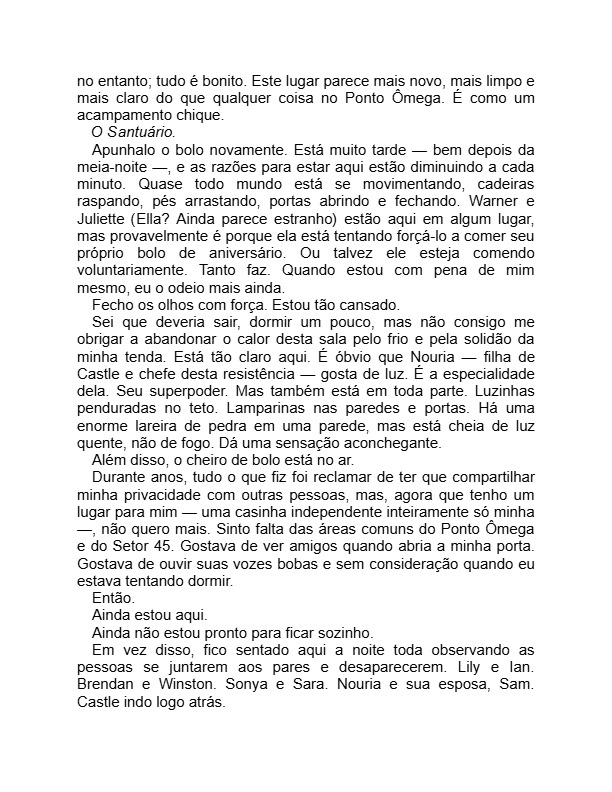 no entanto; tudo é bonito. Este lugar parece mais novo, mais limpo e
mais claro do que qualquer coisa no Ponto Ômega. É como um
acampamento chique.
O Santuário.
Apunhalo o bolo novamente. Está muito tarde — bem depois da
meia-noite —, e as razões para estar aqui estão diminuindo a cada
minuto. Quase todo mundo está se movimentando, cadeiras
raspando, pés arrastando, portas abrindo e fechando. Warner e
Juliette (Ella? Ainda parece estranho) estão aqui em algum lugar,
mas provavelmente é porque ela está tentando forçá-lo a comer seu
próprio bolo de aniversário. Ou talvez ele esteja comendo
voluntariamente. Tanto faz. Quando estou com pena de mim
mesmo, eu o odeio mais ainda.
Fecho os olhos com força. Estou tão cansado.
Sei que deveria sair, dormir um pouco, mas não consigo me
obrigar a abandonar o calor desta sala pelo frio e pela solidão da
minha tenda. Está tão claro aqui. É óbvio que Nouria — filha de
Castle e chefe desta resistência — gosta de luz. É a especialidade
dela. Seu superpoder. Mas também está em toda parte. Luzinhas
penduradas no teto. Lamparinas nas paredes e portas. Há uma
enorme lareira de pedra em uma parede, mas está cheia de luz
quente, não de fogo. Dá uma sensação aconchegante.
Além disso, o cheiro de bolo está no ar.
Durante anos, tudo o que fiz foi reclamar de ter que compartilhar
minha privacidade com outras pessoas, mas, agora que tenho um
lugar para mim — uma casinha independente inteiramente só minha
—, não quero mais. Sinto falta das áreas comuns do Ponto Ômega
e do Setor 45. Gostava de ver amigos quando abria a minha porta.
Gostava de ouvir suas vozes bobas e sem consideração quando eu
estava tentando dormir.
Então.
Ainda estou aqui.
Ainda não estou pronto para ficar sozinho.
Em vez disso, fico sentado aqui a noite toda observando as
pessoas se juntarem aos pares e desaparecerem. Lily e Ian.
Brendan e Winston. Sonya e Sara. Nouria e sua esposa, Sam.
Castle indo logo atrás.